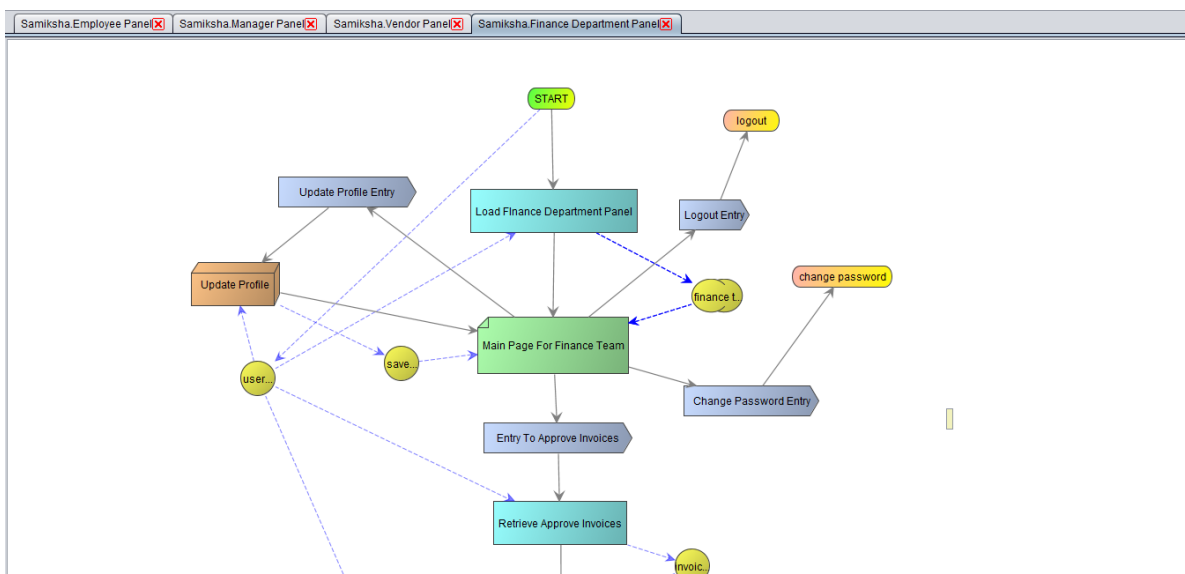 Samiksha.Employee Panel
Samiksha.Manager Panel
Samiksha.Vendor Panel
Samiksha.Finance Department Panel
START
logout
Update Profile Entry
Load FInance Department Panel
Logout Entry
Update Profile
change password
finance t..
Main Page For Finance Team
save...
user...
Change Password Entry
Entry To Approve Invoices
Retrieve Approve Invoices
invoic...